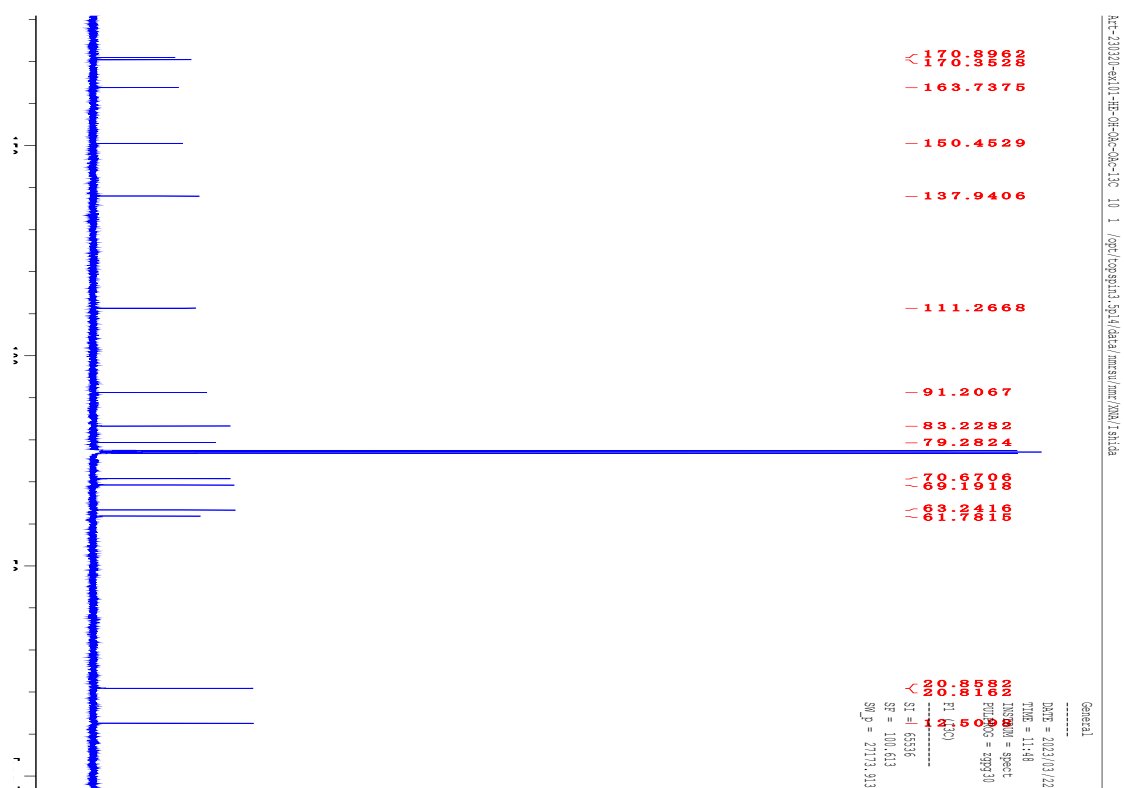 Art-230320-ex101-HE-OH-OAc-OAc-13C 10 1 /opt/topspin3.5pl4/data/nmrsu/nmr/XNA/Ishida
170.8962
170.3528
163.7375
150.4529
137.9406
111.2668
91.2067
83.2282
79.2824
70.6706
69.1918
63.2416
61.7815
20.8582
20.8162
12.5098
General
--------
DATE = 2023/03/22
TIME = 11:48
INSTRUM = spect
PULPROG = zgpg30
F1 (13C)
SI = 65536
SF = 100.613
SW_p = 27173.913